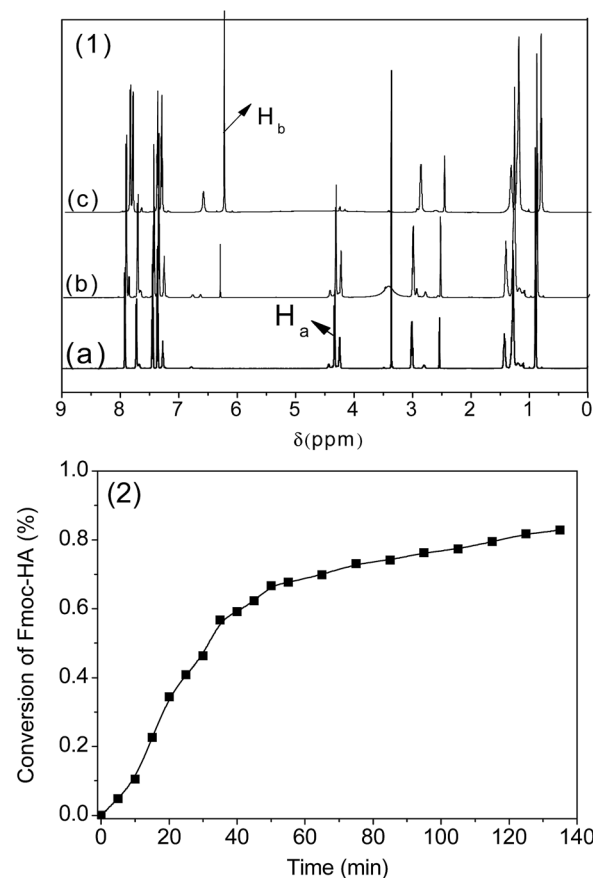 (1)
H b
(c)
(b)
H a
(a)
9 8 7 6 5 4 3 2 1 0
δ(ppm)
(2)
Conversion of Fmoc-HA (%)
1.0
0.8
0.6
0.4
0.2
0.0
0 20 40 60 80 100 120 140
Time (min)